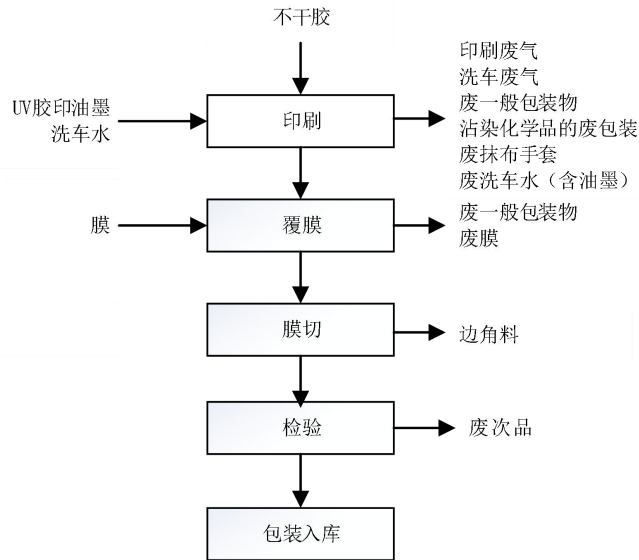 不干胶
UV胶印油墨
洗车水
印刷
印刷废气
洗车废气
废一般包装物
沾染化学品的废包装
废抹布手套
废洗车水（含油墨）
膜
覆膜
废一般包装物
废膜
膜切
边角料
检验
废次品
包装入库